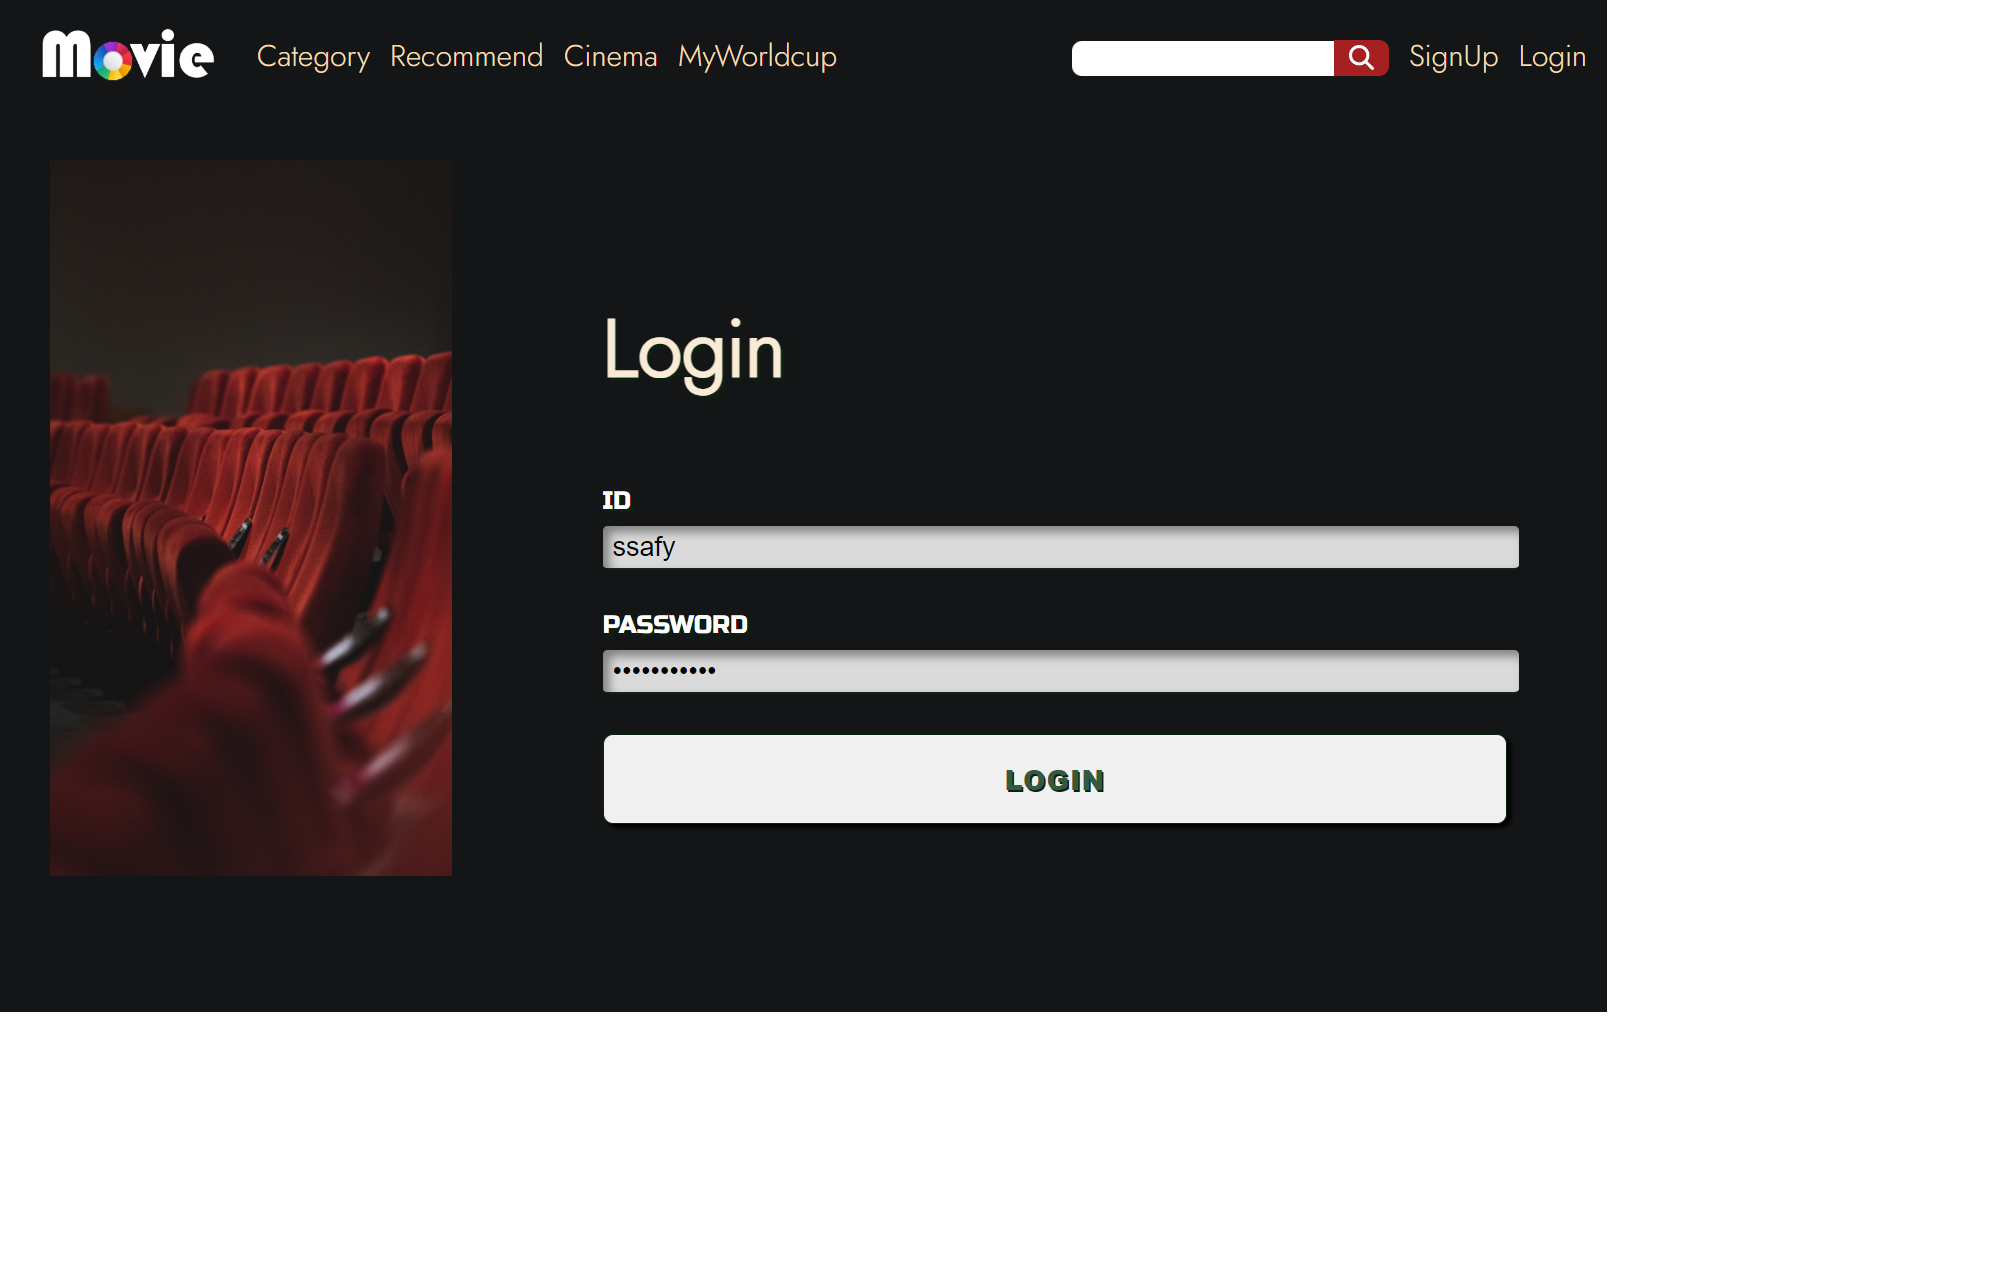 Movie Category Recommend Cinema MyWorldcup SignUp Login
Login
ID
ssafy
PASSWORD
•••••••••••
LOGIN